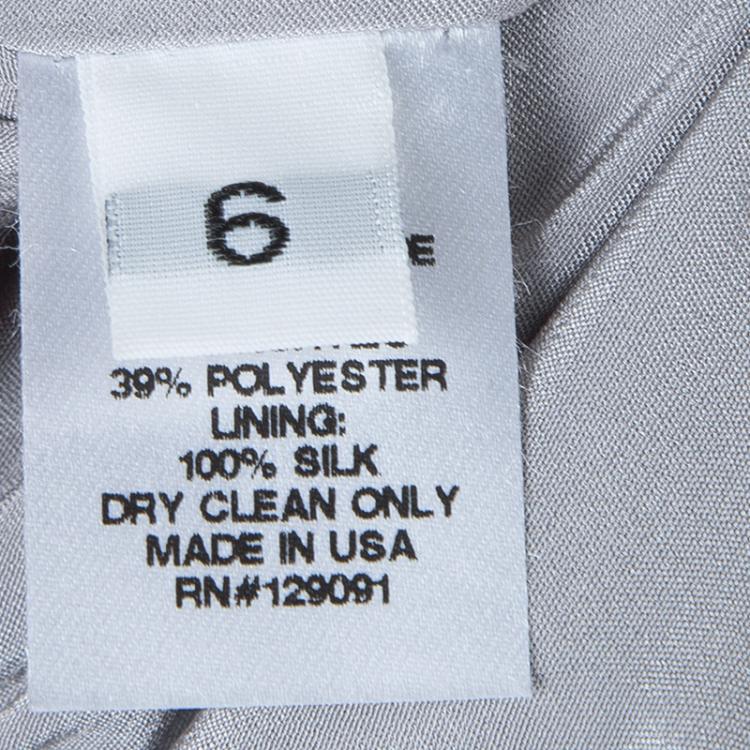 6
39% POLYESTER
LINING:
100% SILK
DRY CLEAN ONLY
MADE IN USA
RN#129091